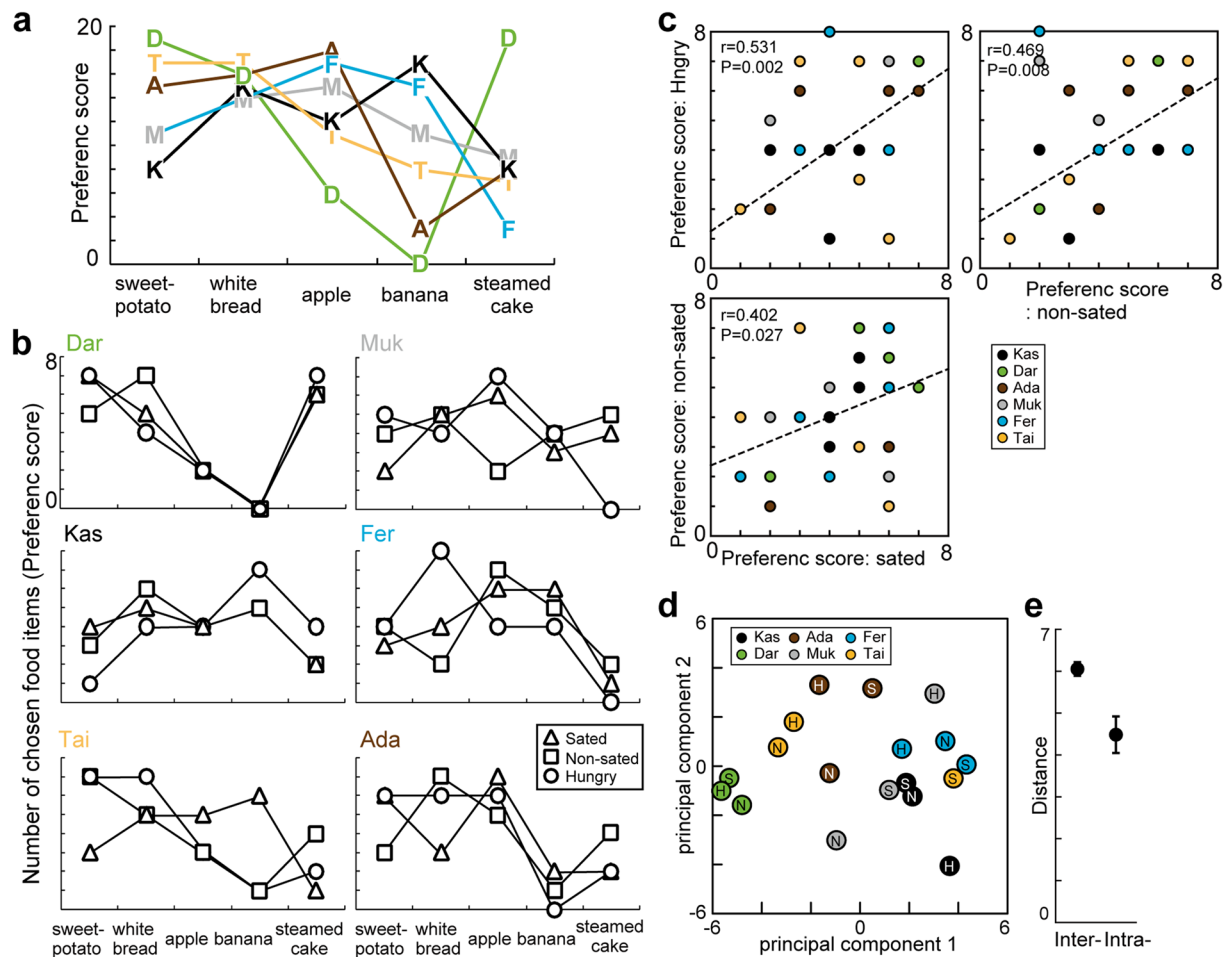 a
20
Preferenc score
0
D
T
A
M
K
T
D
M
A
F
M
K
T
D
K
F
M
T
A
D
D
M
K
T
F
sweet-
potato
white
bread
apple
banana
steamed
cake
b
Number of chosen food items (Preferenc score)
Dar
8
0
Muk
Kas
Fer
Tai
Ada
Sated
Non-sated
Hungry
sweet-
potato
white
bread
apple
banana
steamed
cake
sweet-
potato
white
bread
apple
banana
steamed
cake
c
Preferenc score: Hngry
8
r=0.531
P=0.002
0
0
8
8
r=0.469
P=0.008
0
0
8
Preferenc score
: non-sated
Preferenc score: non-sated
8
r=0.402
P=0.027
0
0
8
Preferenc score: sated
Kas
Dar
Ada
Muk
Fer
Tai
d
principal component 2
6
0
-6
Kas Ada Fer
Dar Muk Tai
H
S
H
H
N
N
H
N
S
S
S
H
N
S
S
N
N
H
-6
0
6
principal component 1
e
Distance
7
0
Inter- Intra-